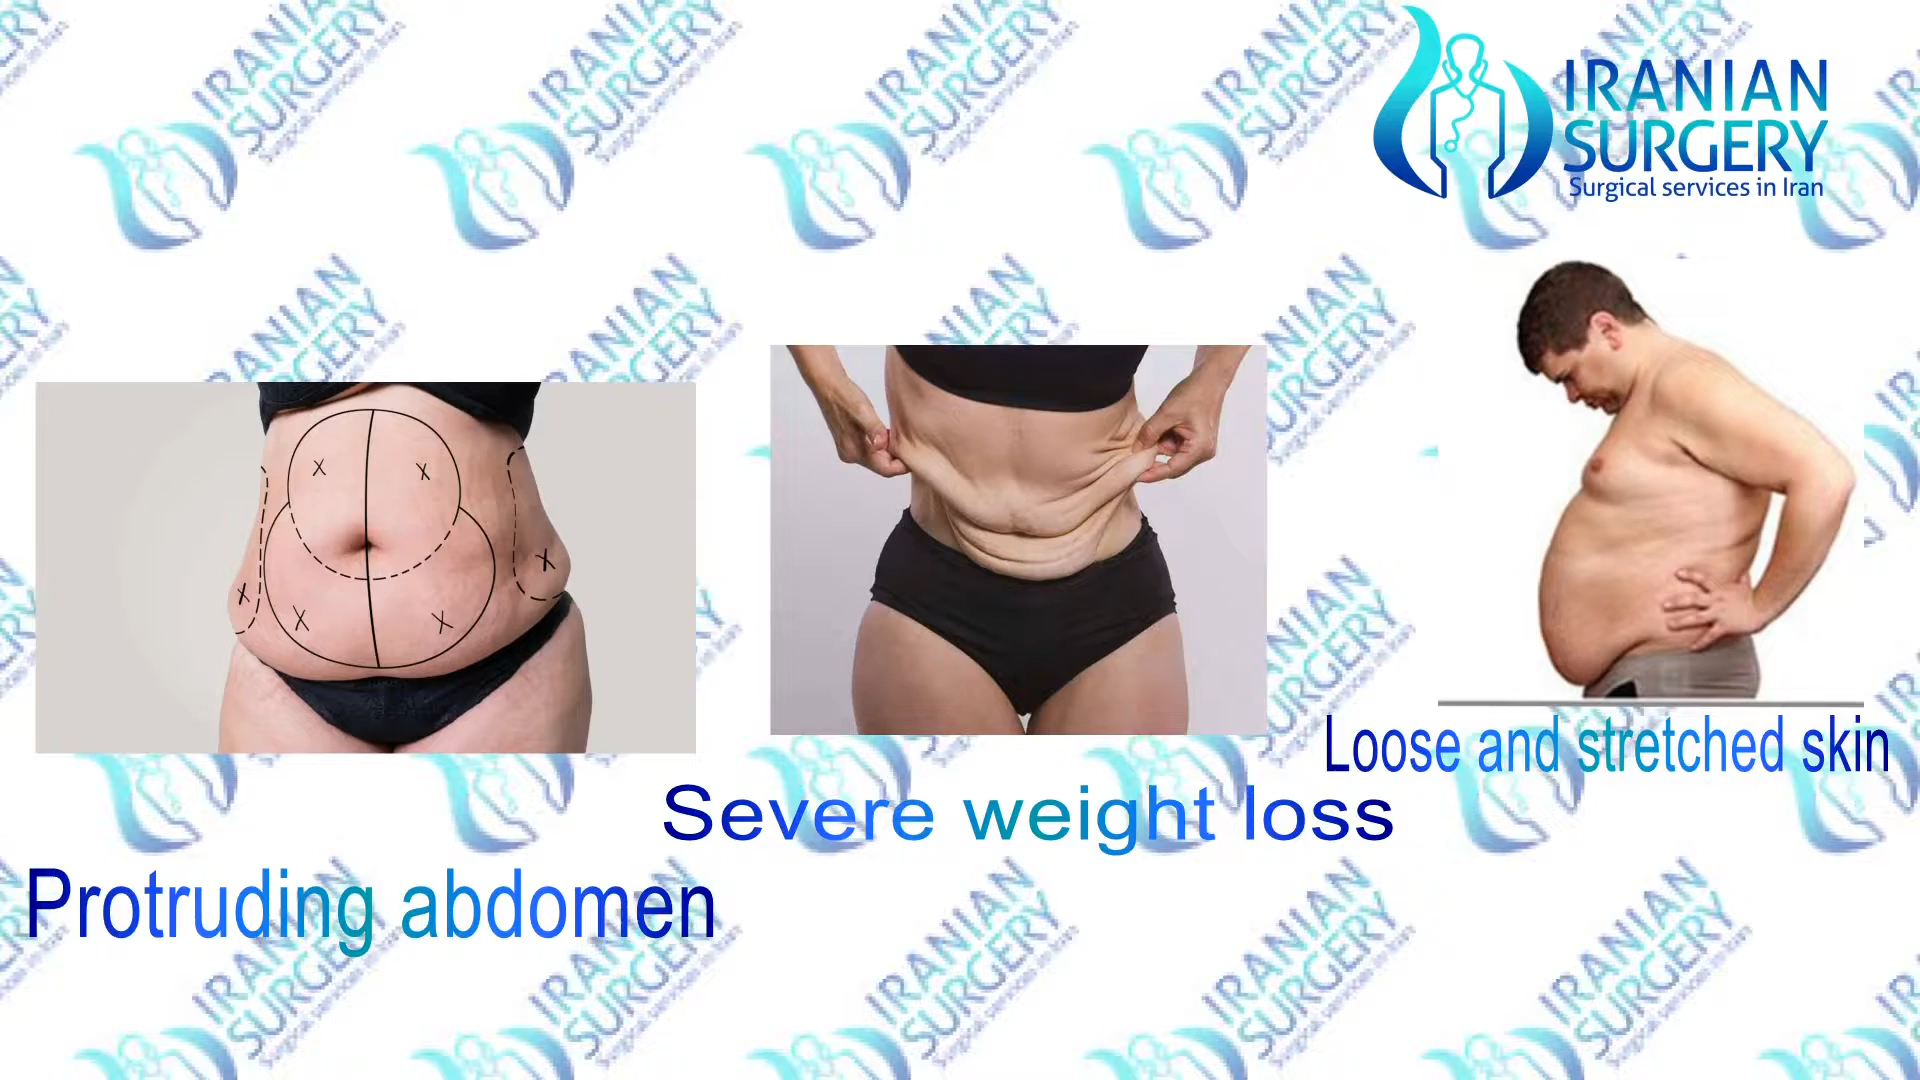 IRANIAN
SURGERY
Surgical services in Iran
Loose and stretched skin
Severe weight loss
Protruding abdomen